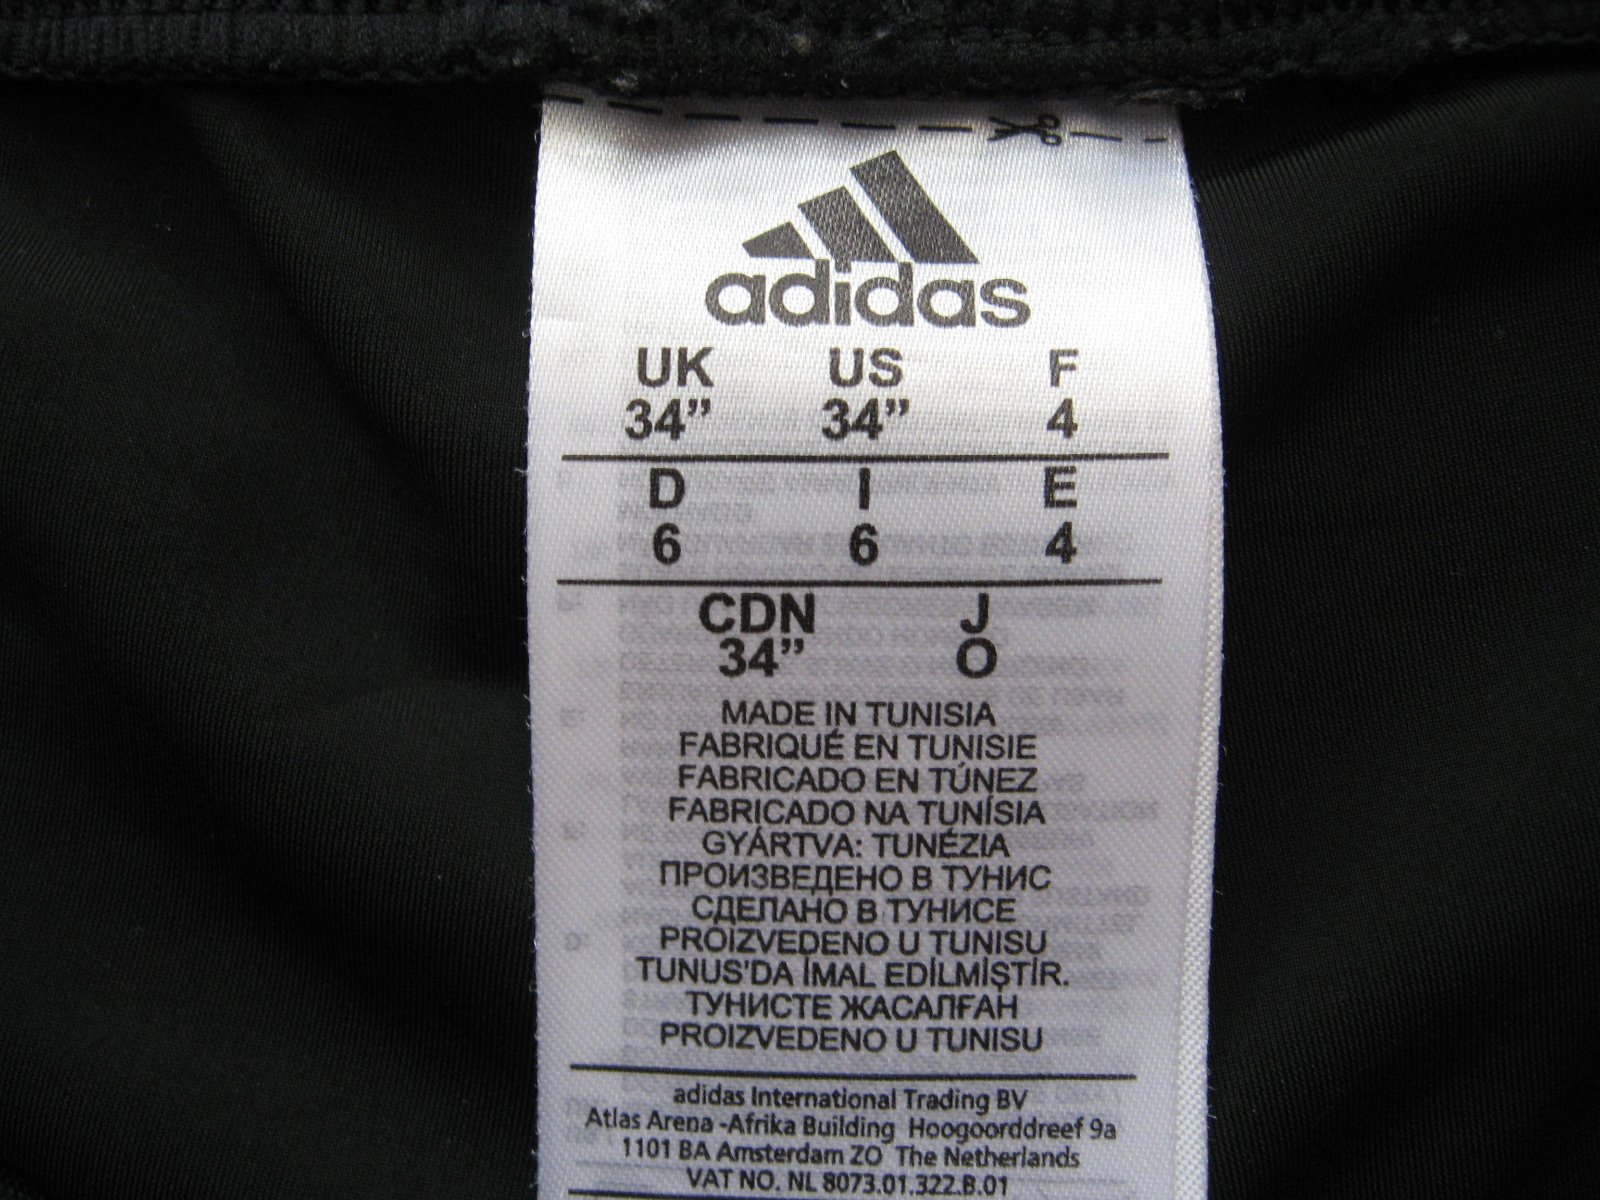 adidas
UK US F
34” 34” 4
D I E
6 6 4
CDN J
34” O
MADE IN TUNISIA
FABRIQUÉ EN TUNISIE
FABRICADO EN TÚNEZ
FABRICADO NA TUNÍSIA
GYÁRTVA: TUNÉZIA
ПРОИЗВЕДЕНО В ТУНИС
СДЕЛАНО В ТУНИСЕ
PROIZVEDENO U TUNISU
TUNUS'DA İMAL EDİLMİŞTİR.
ТУНИСТЕ ЖАСАЛҒАН
PROIZVEDENO U TUNISU
adidas International Trading BV
Atlas Arena -Afrika Building Hoogoorddreef 9a
1101 BA Amsterdam ZO The Netherlands
VAT NO. NL 8073.01.322.B.01